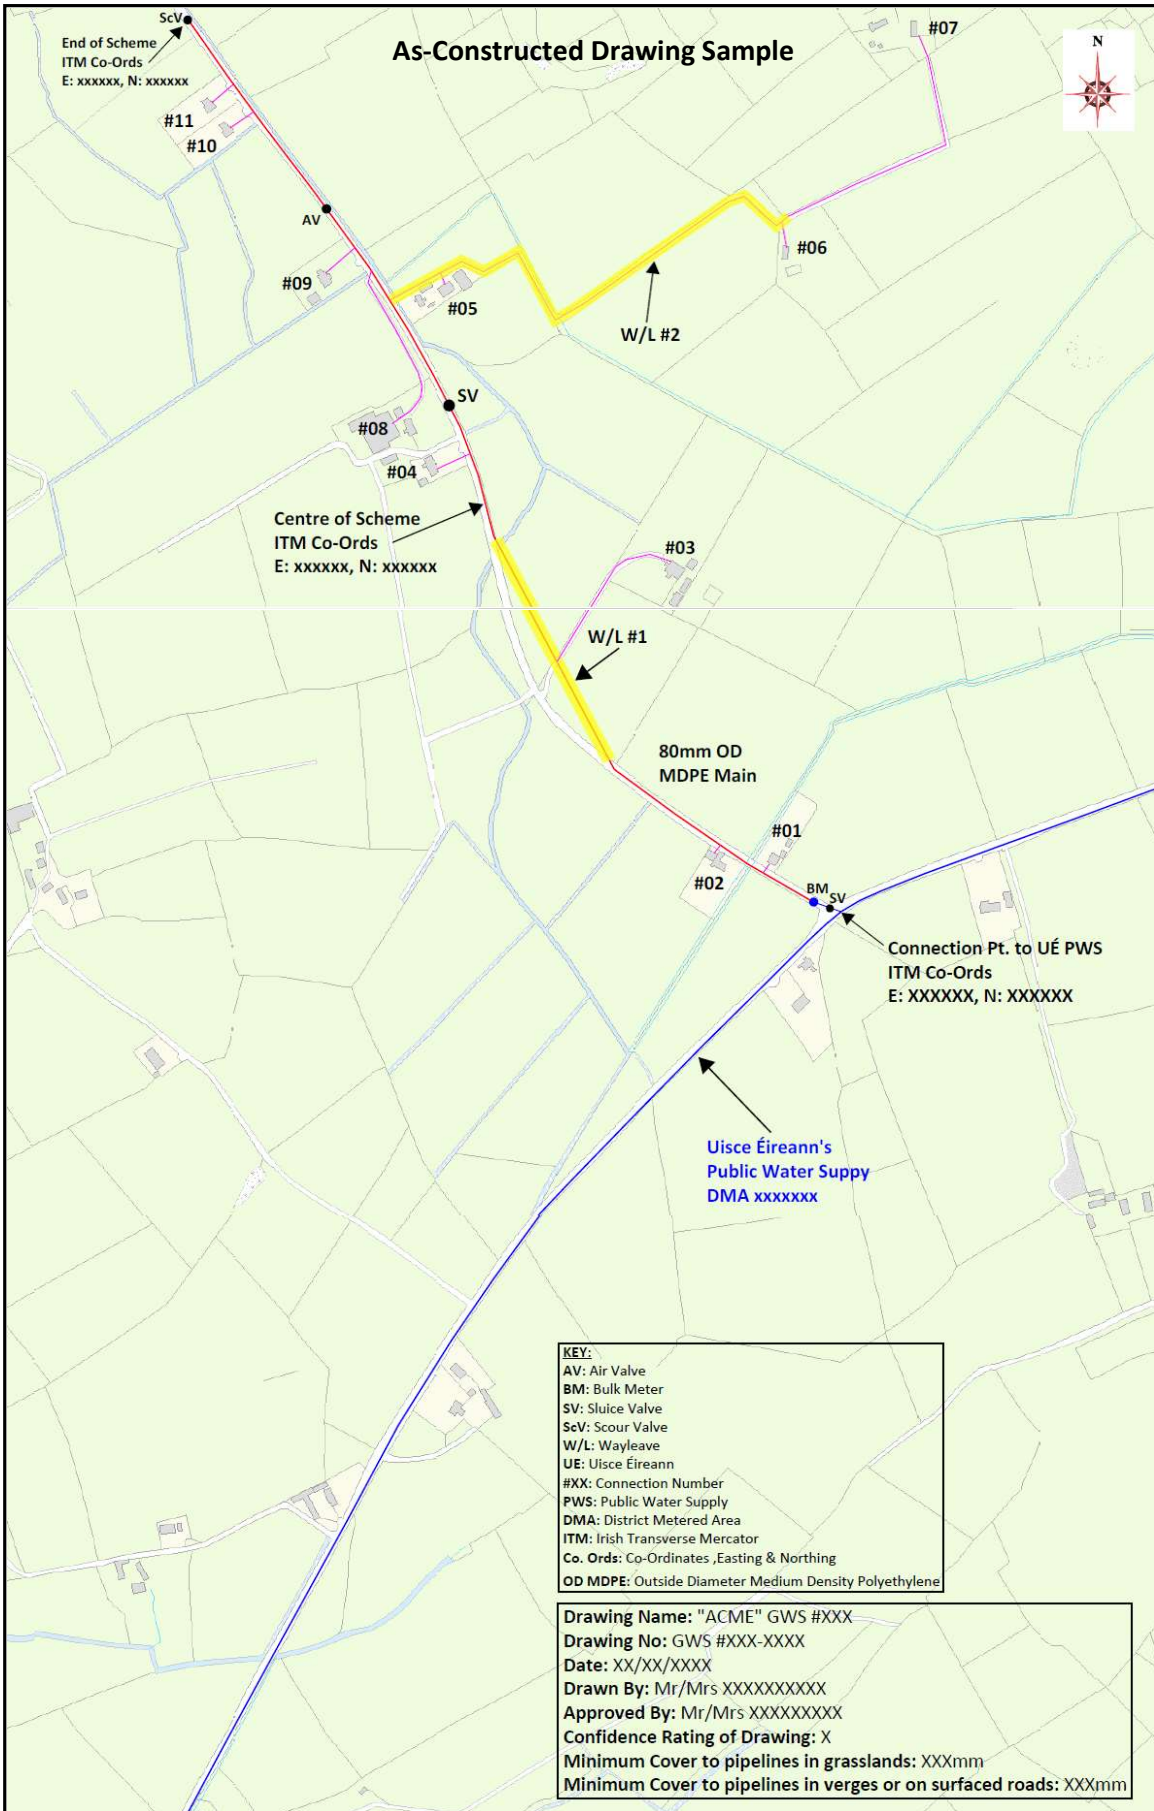 ScV
End of Scheme
ITM Co-Ords
E: xxxxxx, N: xxxxxx
As-Constructed Drawing Sample
#07
N
#11
#10
AV
#06
#09
#05
W/L #2
SV
#08
#04
Centre of Scheme
ITM Co-Ords
E: xxxxxx, N: xxxxxx
#03
W/L #1
80mm OD
MDPE Main
#01
#02
BM
SV
Connection Pt. to UÉ PWS
ITM Co-Ords
E: XXXXXX, N: XXXXXX
Uisce Éireann's
Public Water Suppy
DMA xxxxxxx
KEY:
AV: Air Valve
BM: Bulk Meter
SV: Sluice Valve
ScV: Scour Valve
W/L: Wayleave
UE: Uisce Éireann
#XX: Connection Number
PWS: Public Water Supply
DMA: District Metered Area
ITM: Irish Transverse Mercator
Co. Ords: Co-Ordinates ,Easting & Northing
OD MDPE: Outside Diameter Medium Density Polyethylene
Drawing Name: "ACME" GWS #XXX
Drawing No: GWS #XXX-XXXX
Date: XX/XX/XXXX
Drawn By: Mr/Mrs XXXXXXXXXX
Approved By: Mr/Mrs XXXXXXXXX
Confidence Rating of Drawing: X
Minimum Cover to pipelines in grasslands: XXXmm
Minimum Cover to pipelines in verges or on surfaced roads: XXXmm